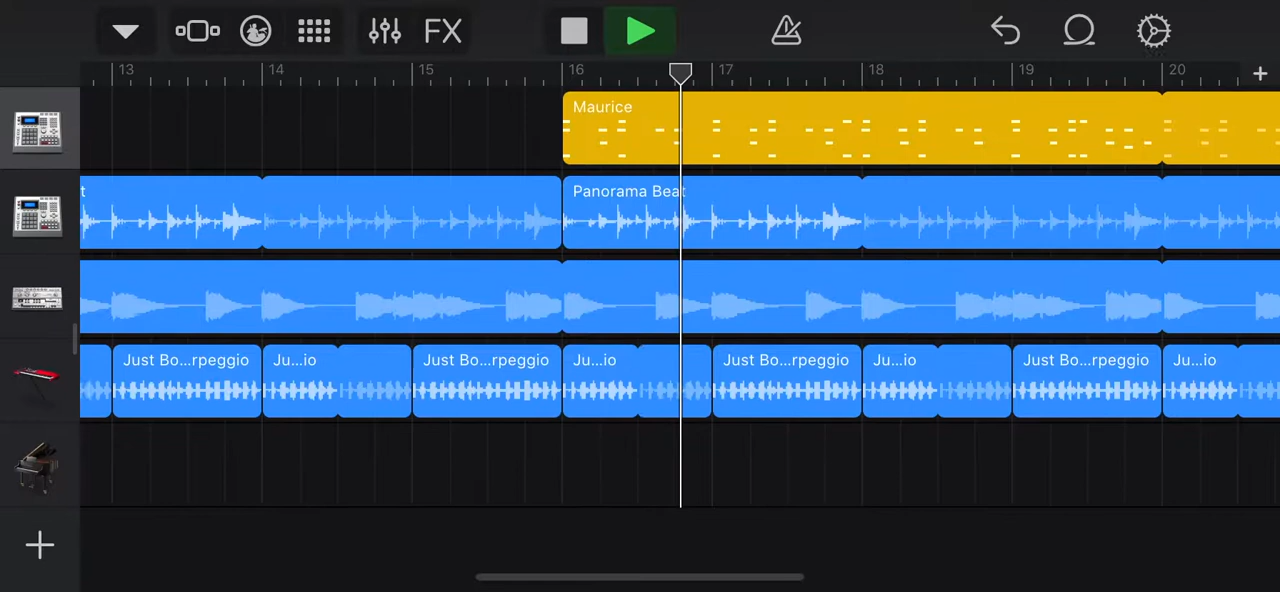 FX
13 14 15 16 17 18 19 20
Maurice
t Panorama Beat
Just Bo...rpeggio Ju...io Just Bo...rpeggio Ju...io Just Bo...rpeggio Ju...io Just Bo...rpeggio Ju...io